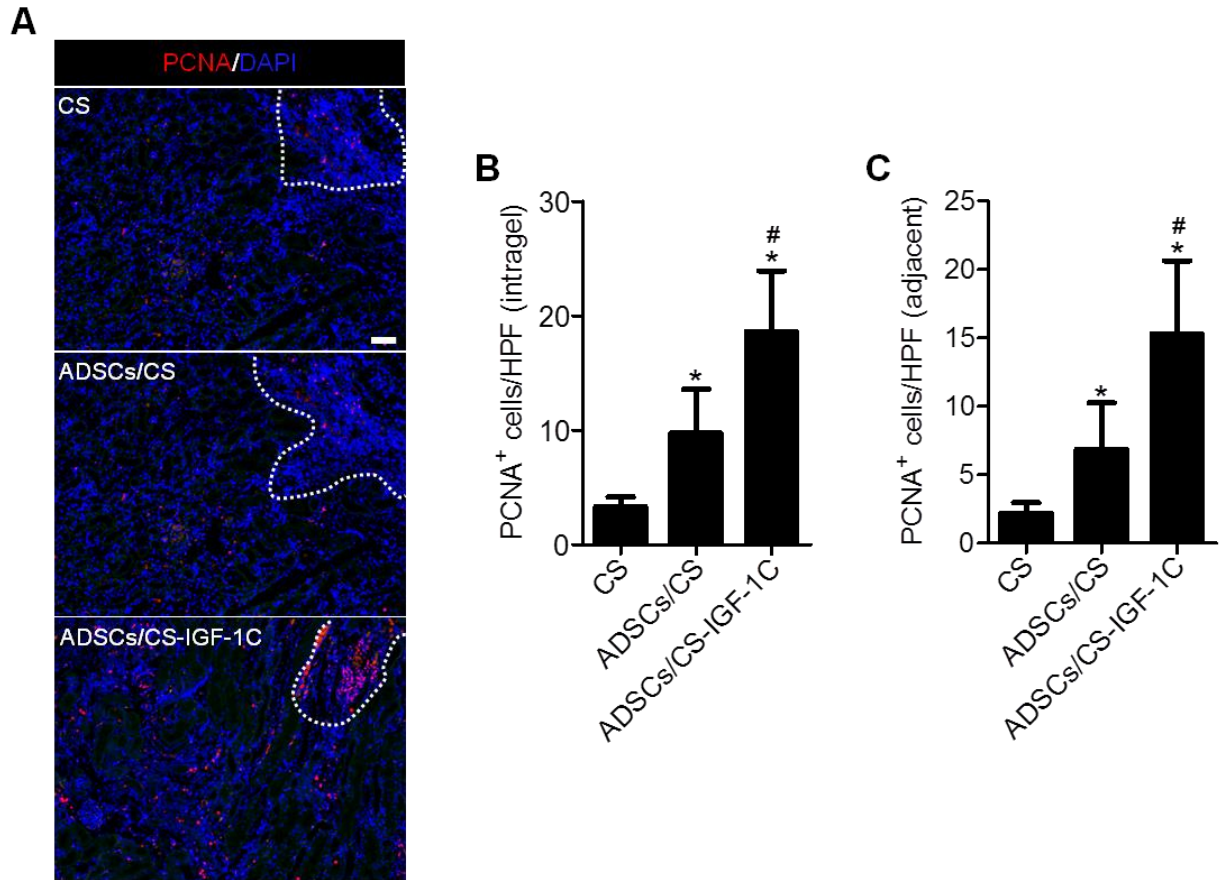 A
PCNA/DAPI
CS
ADSCs/CS
ADSCs/CS-IGF-1C
B
PCNA⁺ cells/HPF (intragel)
30
20
10
0
*
*
#
CS
ADSCs/CS
ADSCs/CS-IGF-1C
C
PCNA⁺ cells/HPF (adjacent)
25
20
15
10
5
0
*
*
#
CS
ADSCs/CS
ADSCs/CS-IGF-1C